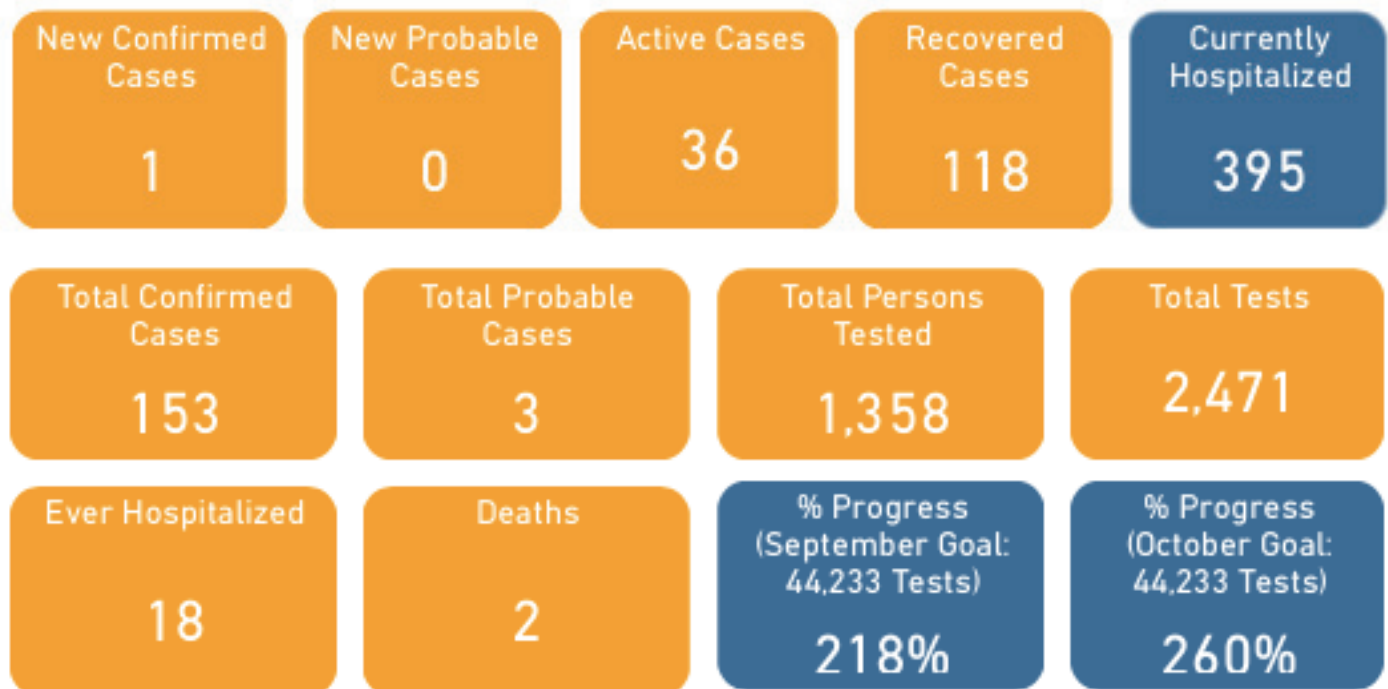 New Confirmed
Cases
1
New Probable
Cases
0
Active Cases
36
Recovered
Cases
118
Currently
Hospitalized
395
Total Confirmed
Cases
153
Total Probable
Cases
3
Total Persons
Tested
1,358
Total Tests
2,471
Ever Hospitalized
18
Deaths
2
% Progress
(September Goal:
44,233 Tests)
218%
% Progress
(October Goal:
44,233 Tests)
260%